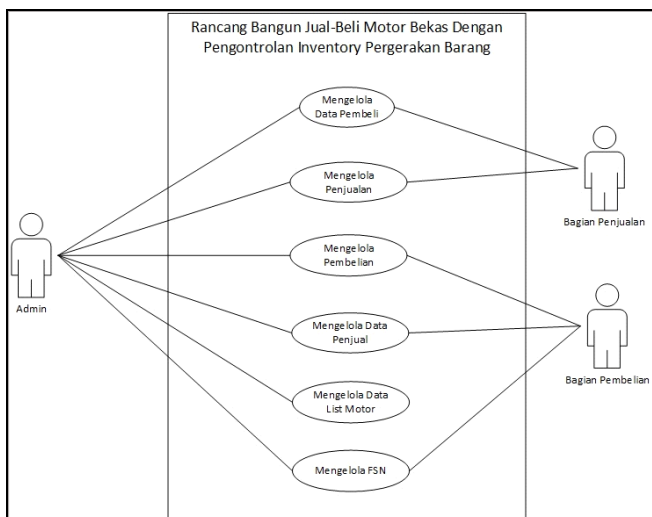 Rancang Bangun Jual-Beli Motor Bekas Dengan
Pengontrolan Inventory Pergerakan Barang
Mengelola
Data Pembeli
Mengelola
Penjualan
Bagian Penjualan
Mengelola
Pembelian
Admin
Mengelola Data
Penjual
Bagian Pembelian
Mengelola Data
List Motor
Mengelola FSN